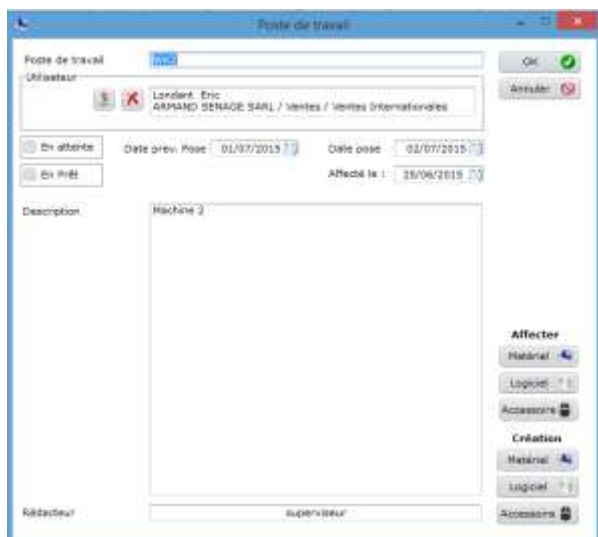 Poste de travail
Poste de travail
OK
Utilisateur
Annuler
Londant Eric
ARMAND SENAGE SARL / Ventes / Ventes Internationales
En attente
Date prev. Pose 01/07/2015
Date pose 02/07/2015
En Prêt
Affecté le : 25/06/2015
Description
Machine 2
Affecter
Matériel
Logiciel
Accessoire
Création
Matériel
Logiciel
Rédacteur
superviseur
Accessoire